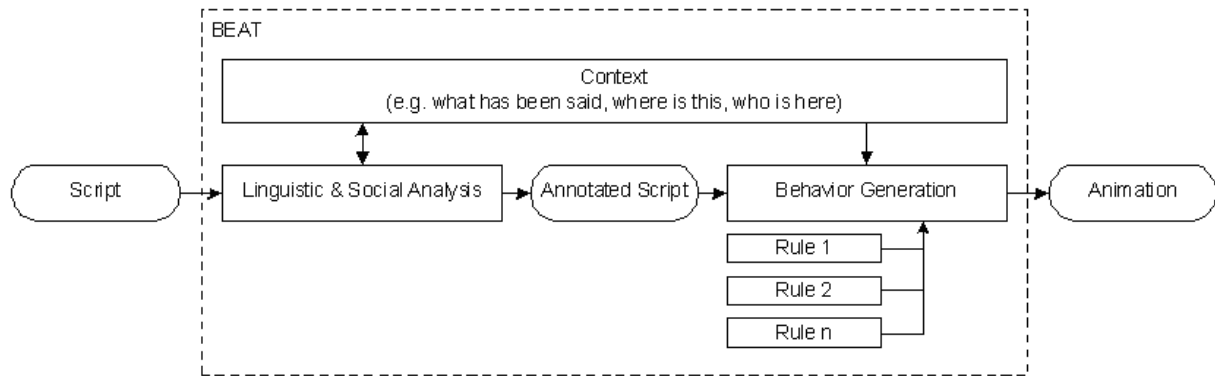 BEAT
Context
(e.g. what has been said, where is this, who is here)
Script
Linguistic & Social Analysis
Annotated Script
Behavior Generation
Animation
Rule 1
Rule 2
Rule n